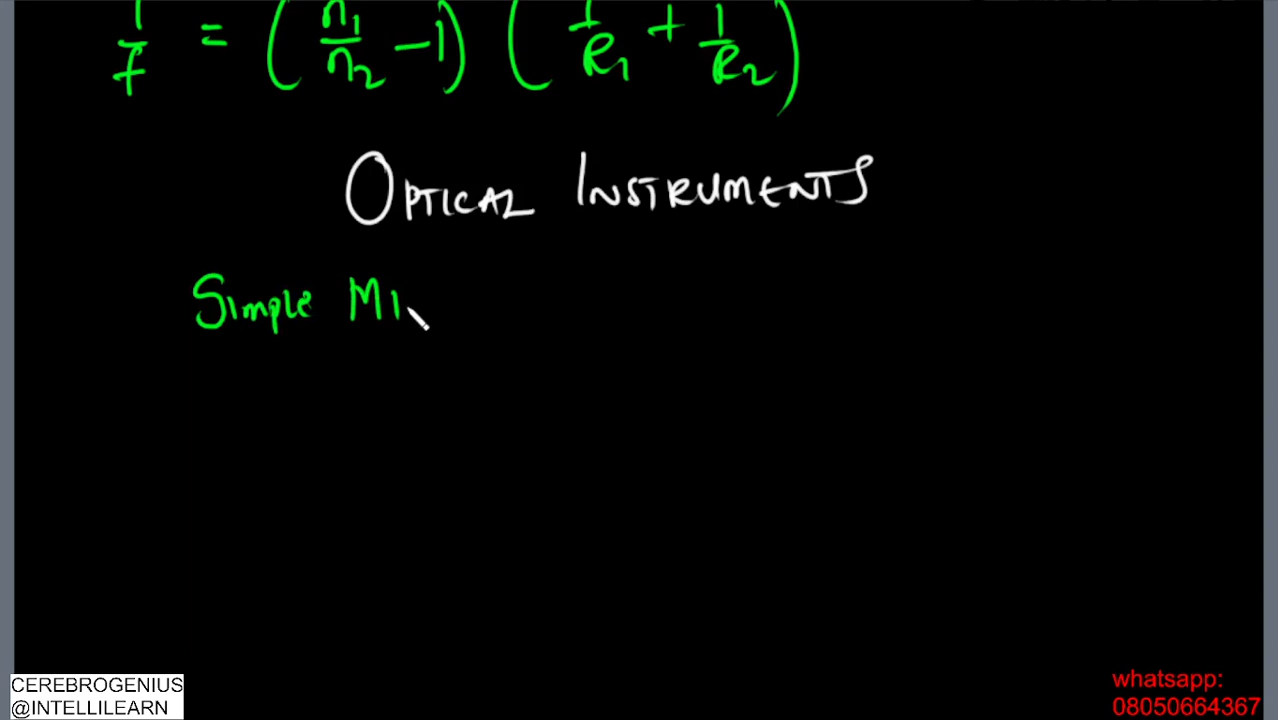 1/f = (n1/n2 - 1) (1/R1 + 1/R2)
OPTICAL INSTRUMENTS
Simple MI
CEREBROGENIUS
@INTELLILEARN
whatsapp:
08050664367